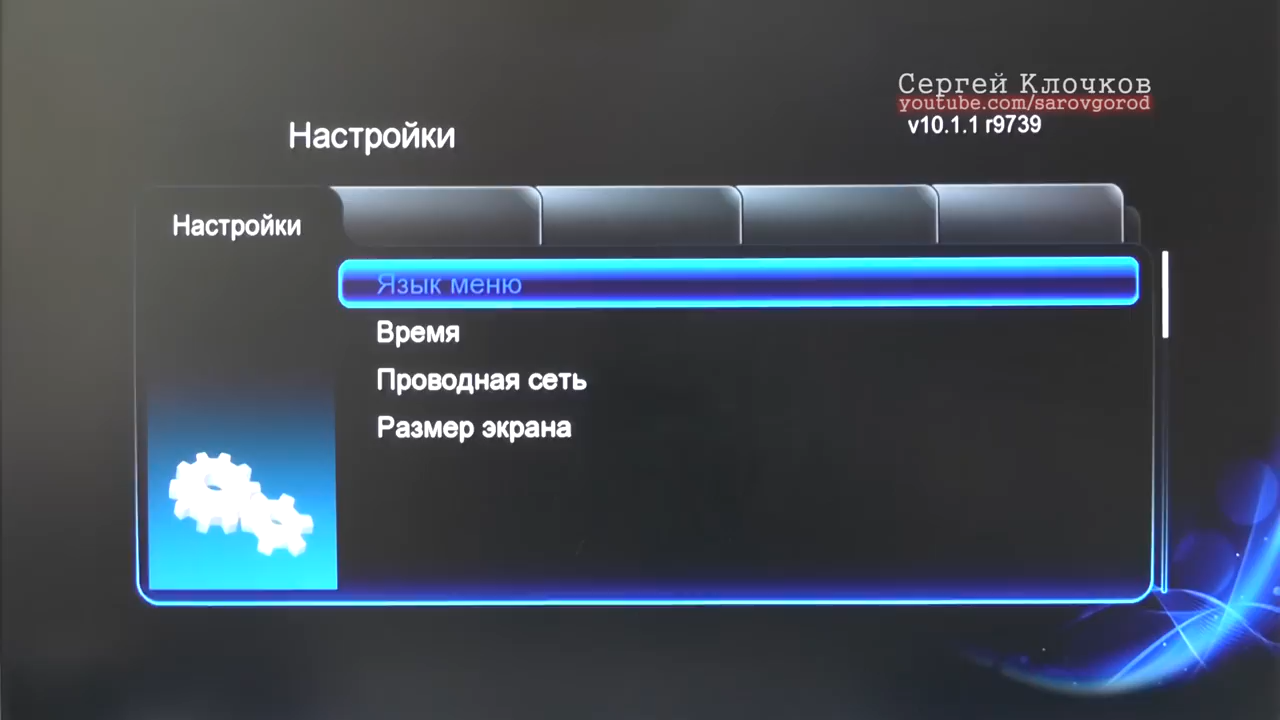 Сергей Клочков
youtube.com/sarovgorod
v10.1.1 r9739
Настройки
Настройки
Язык меню
Время
Проводная сеть
Размер экрана